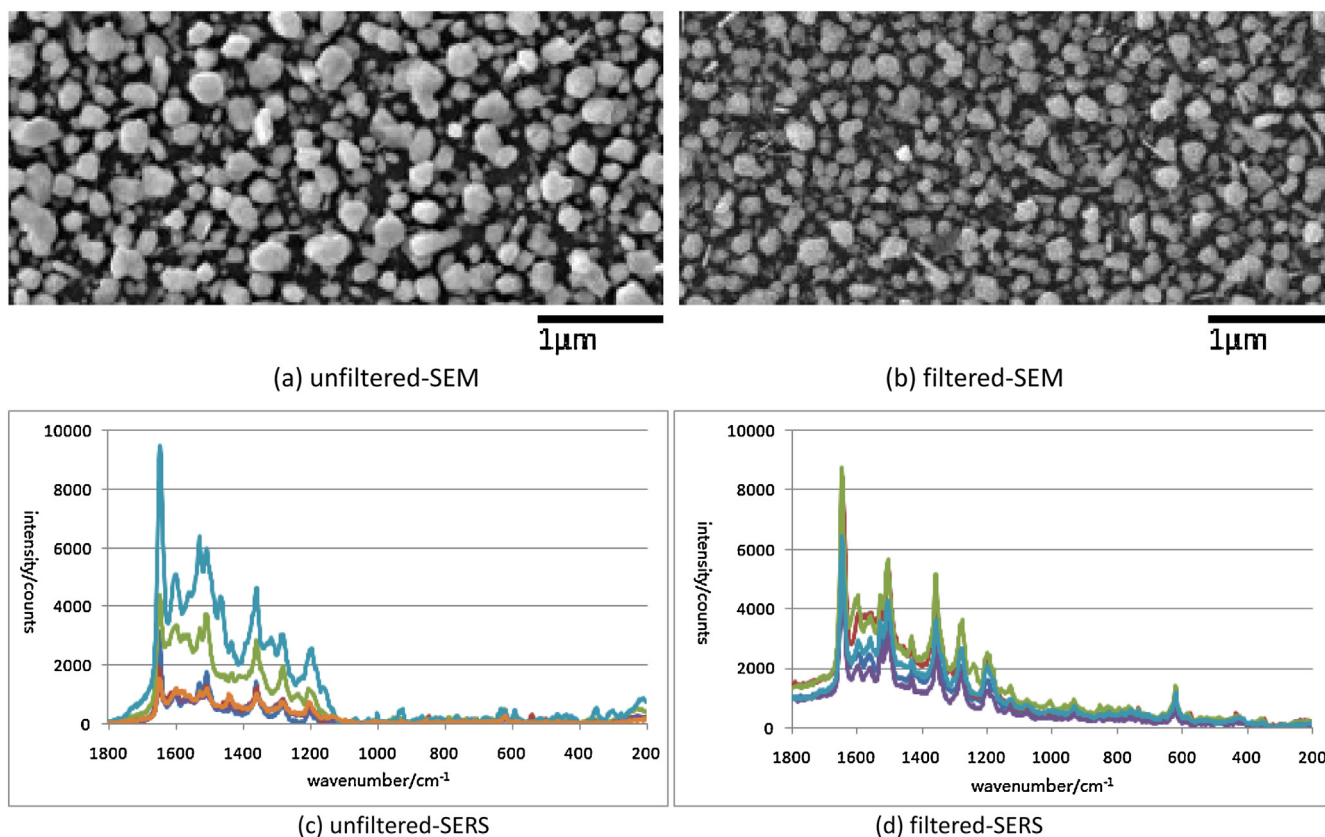 1μm
1μm
(a) unfiltered-SEM
(b) filtered-SEM
10000
8000
6000
4000
2000
0
intensity/counts
1800 1600 1400 1200 1000 800 600 400 200
wavenumber/cm⁻¹
(c) unfiltered-SERS
10000
8000
6000
4000
2000
0
intensity/counts
1800 1600 1400 1200 1000 800 600 400 200
wavenumber/cm⁻¹
(d) filtered-SERS